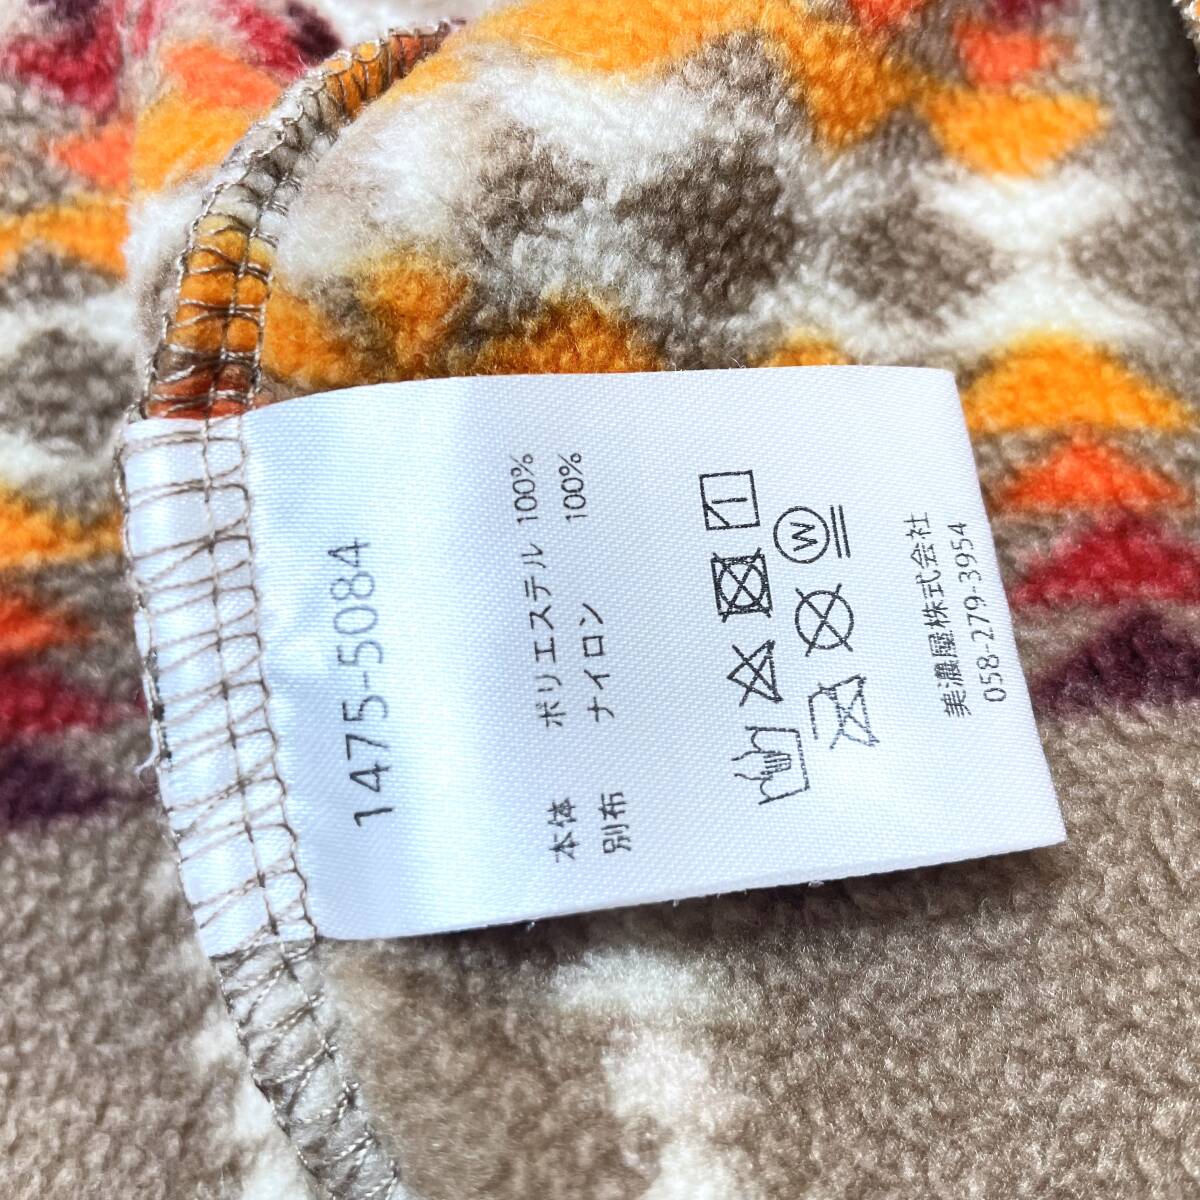 1475-5084
本体 ポリエステル 100%
別布 ナイロン 100%
W
美濃屋株式会社
058-279-3954